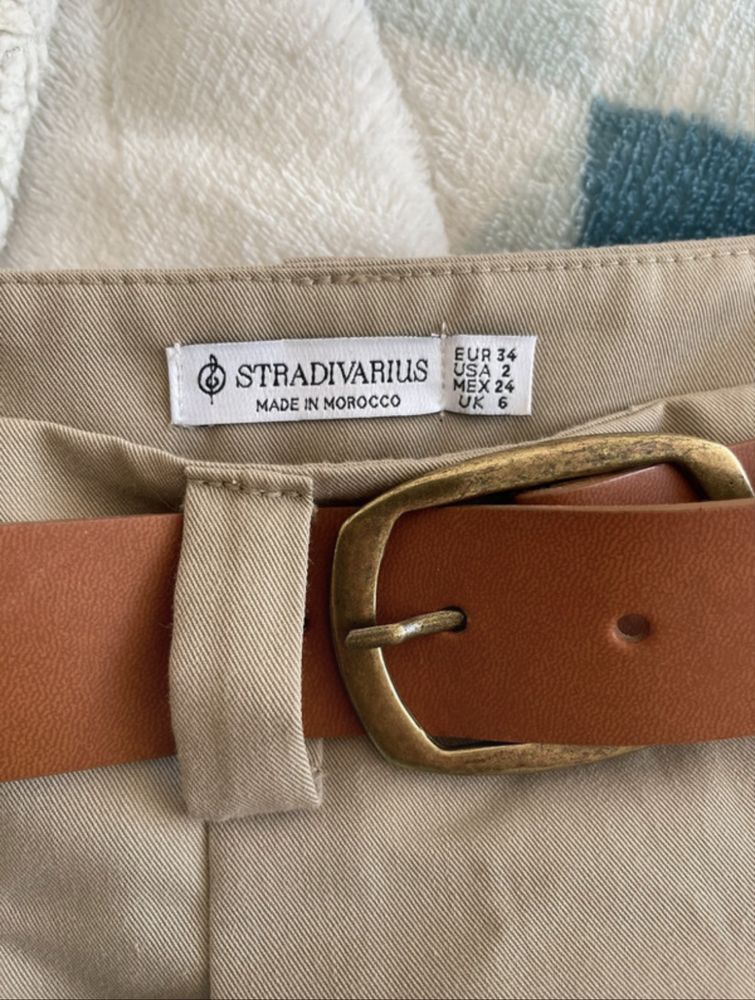 STRADIVARIUS
MADE IN MOROCCO
EUR 34
USA 2
MEX 24
UK 6